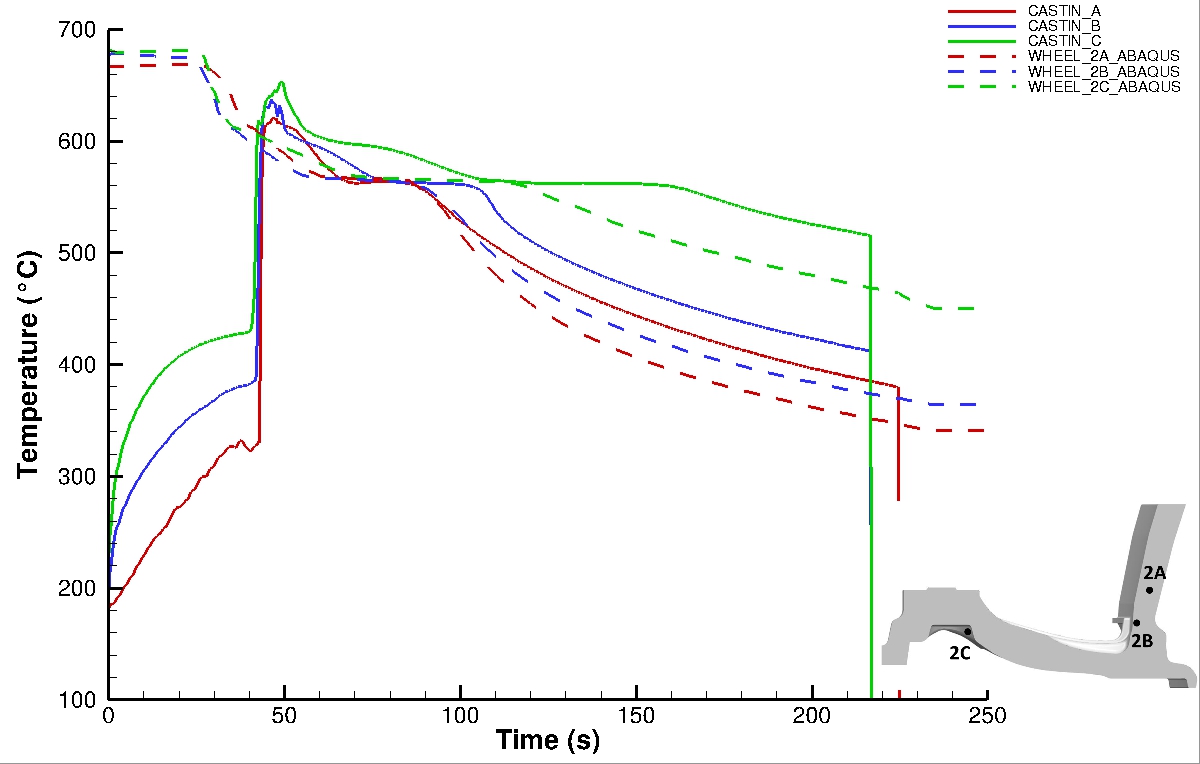 CASTIN_A
CASTIN_B
CASTIN_C
WHEEL_2A_ABAQUS
WHEEL_2B_ABAQUS
WHEEL_2C_ABAQUS
700
600
500
400
300
200
100
Temperature (°C)
0 50 100 150 200 250
Time (s)
2A
2B
2C